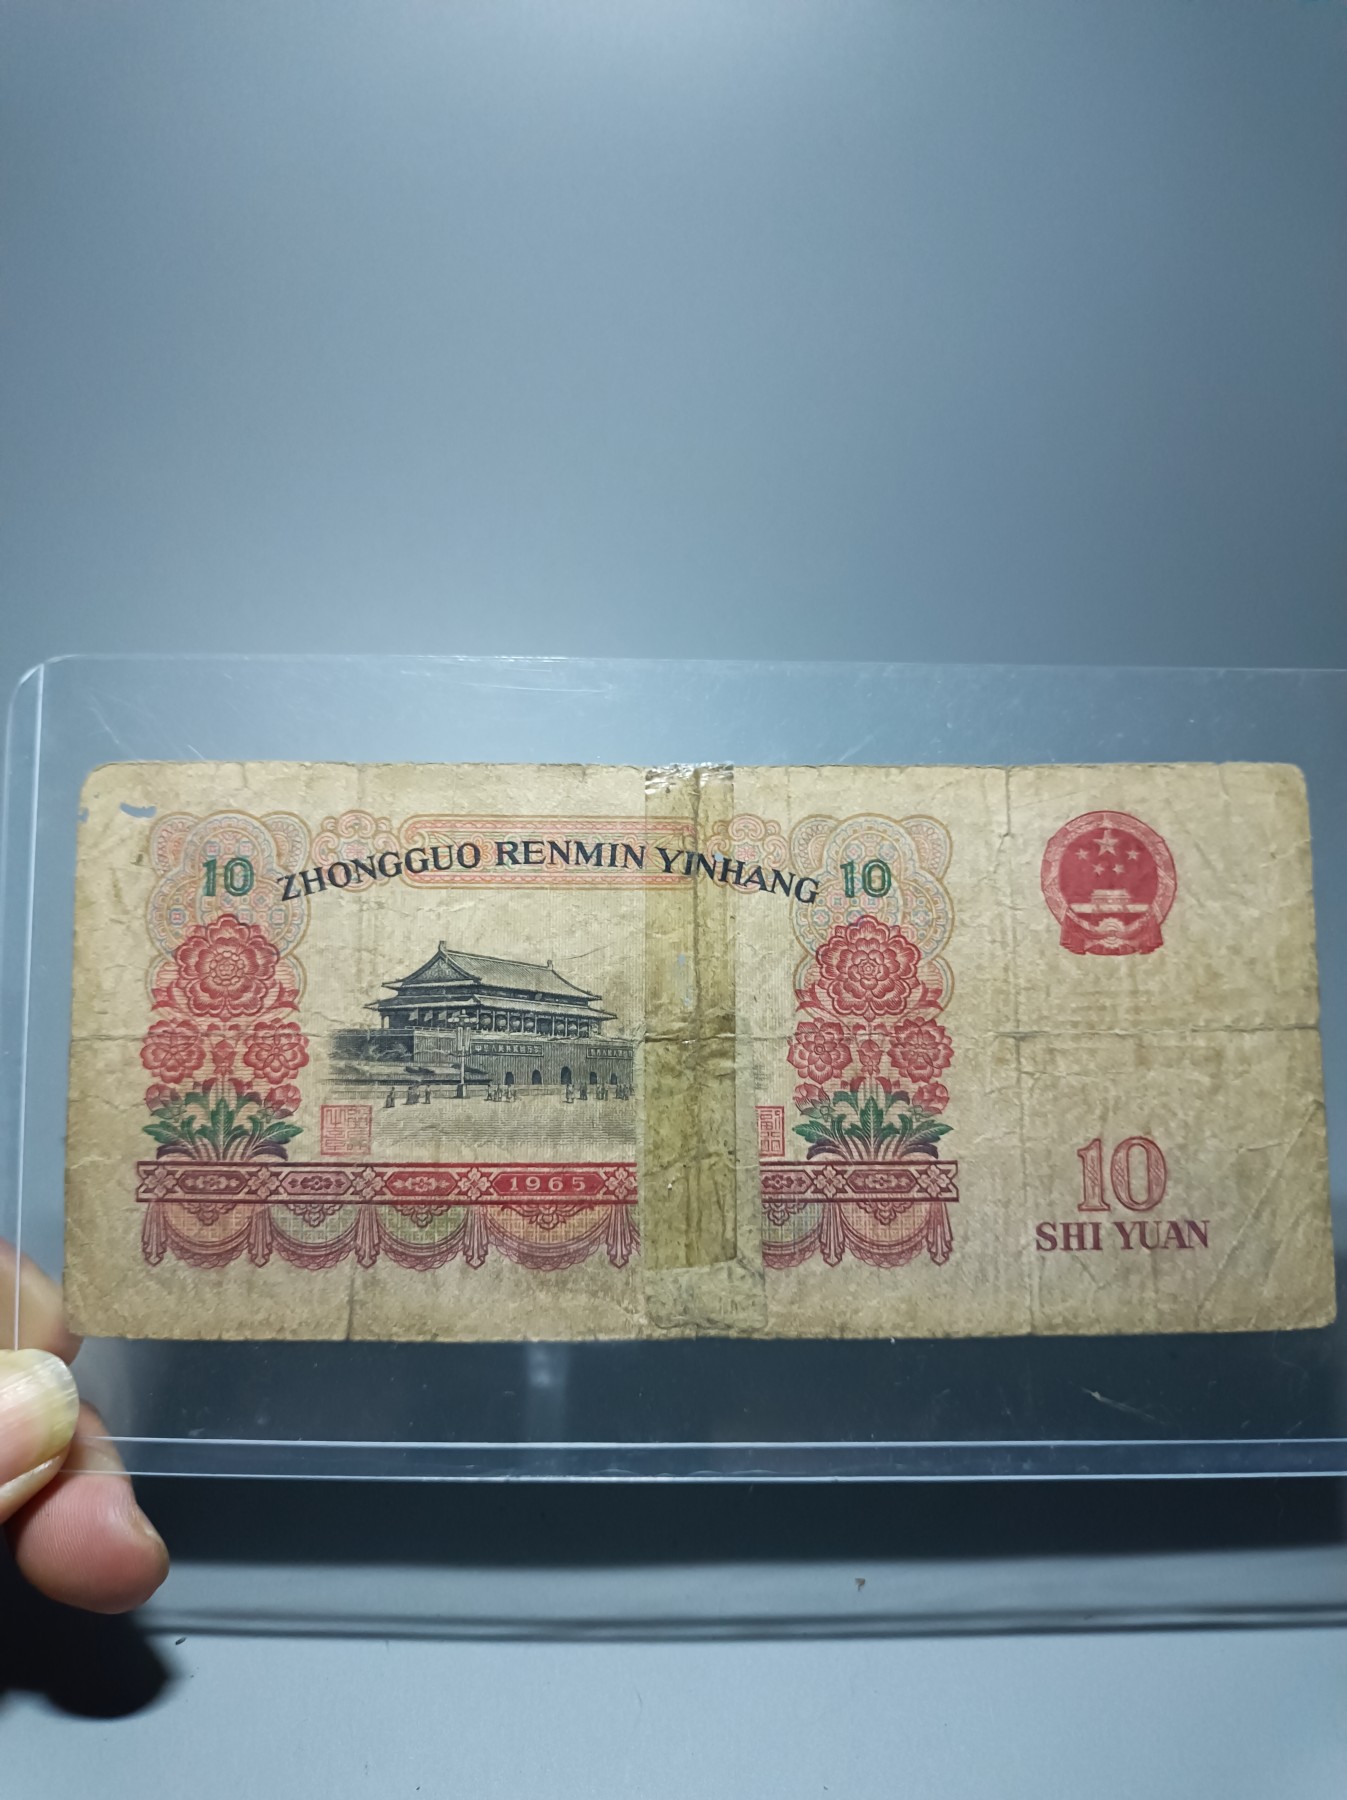 10 ZHONGGUO RENMIN YINHANG 10
1965
10
SHI YUAN